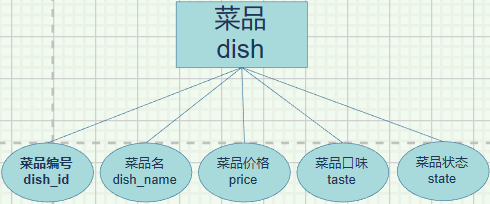 菜品
dish
菜品编号
dish_id
菜品名
dish_name
菜品价格
price
菜品口味
taste
菜品状态
state